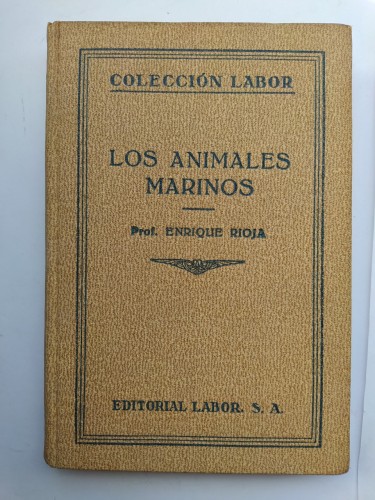 COLECCIÓN LABOR
LOS ANIMALES
MARINOS
Prof. ENRIQUE RIOJA
EDITORIAL LABOR. S. A.